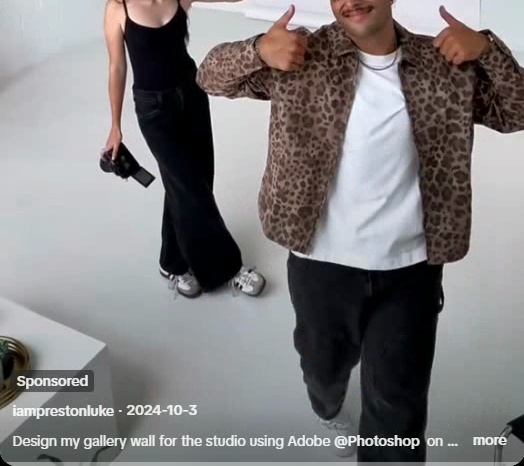 Sponsored
iamprestonluke · 2024-10-3
Design my gallery wall for the studio using Adobe @Photoshop on ... more